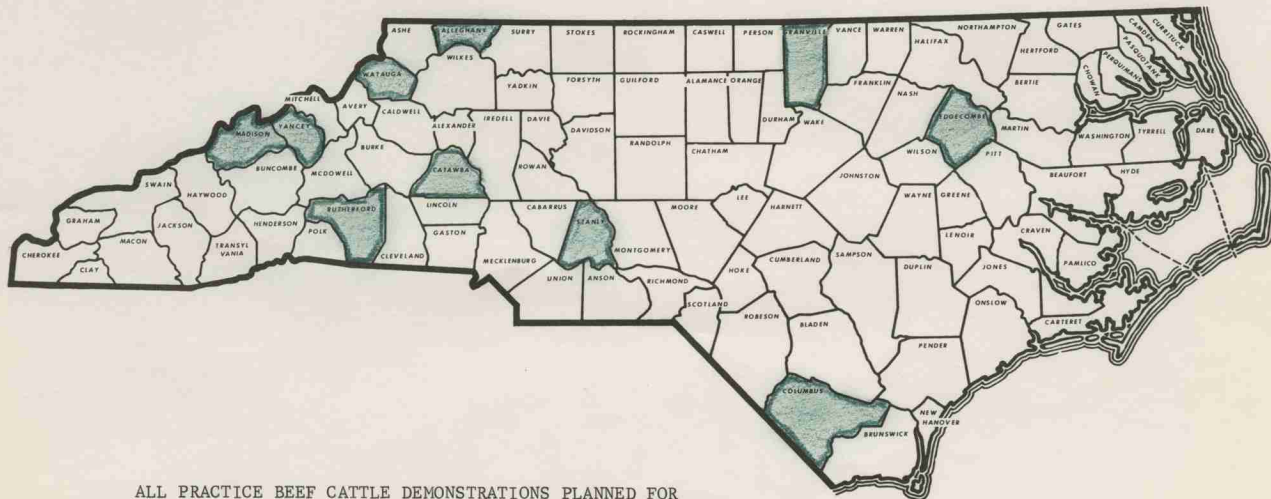 ASHE
ALLEGHANY
SURRY
STOKES
ROCKINGHAM
CASWELL
PERSON
GRANVILLE
VANCE
WARREN
NORTHAMPTON
GATES
HALIFAX
HERTFORD
CAMDEN
CURRITUCK
PASQUOTANK
PERQUIMANS
CHOWAN
BERTIE
WATAUGA
WILKES
YADKIN
FORSYTH
GUILFORD
ALAMANCE
ORANGE
DURHAM
FRANKLIN
NASH
EDGECOMBE
MARTIN
WASHINGTON
TYRRELL
DARE
MITCHELL
AVERY
CALDWELL
ALEXANDER
IREDELL
DAVIE
DAVIDSON
RANDOLPH
CHATHAM
WAKE
WILSON
PITT
BEAUFORT
HYDE
MADISON
YANCEY
BURKE
CATAWBA
ROWAN
JOHNSTON
WAYNE
GREENE
SWAIN
HAYWOOD
BUNCOMBE
MCDOWELL
RUTHERFORD
LINCOLN
CABARRUS
STANLY
MONTGOMERY
MOORE
LEE
HARNETT
LENOIR
CRAVEN
PAMLICO
GRAHAM
CHEROKEE
CLAY
MACON
JACKSON
TRANSYL
VANIA
HENDERSON
POLK
CLEVELAND
GASTON
MECKLENBURG
UNION
ANSON
RICHMOND
SCOTLAND
HOKE
CUMBERLAND
SAMPSON
DUPLIN
JONES
ONSLOW
CARTERET
ROBESON
BLADEN
PENDER
COLUMBUS
BRUNSWICK
NEW
HANOVER
ALL PRACTICE BEEF CATTLE DEMONSTRATIONS PLANNED FOR